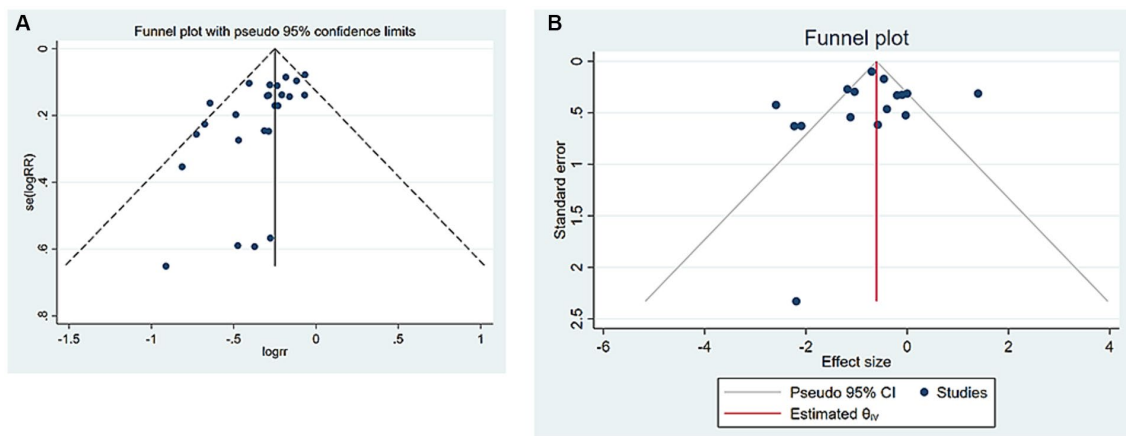 A
Funnel plot with pseudo 95% confidence limits
0
.2
.4
.6
.8
se(logRR)
-1.5 -1 -.5 0 .5 1
logrr
B
Funnel plot
0
.5
1
1.5
2
2.5
Standard error
-6 -4 -2 0 2 4
Effect size
Pseudo 95% CI Studies
Estimated θIV